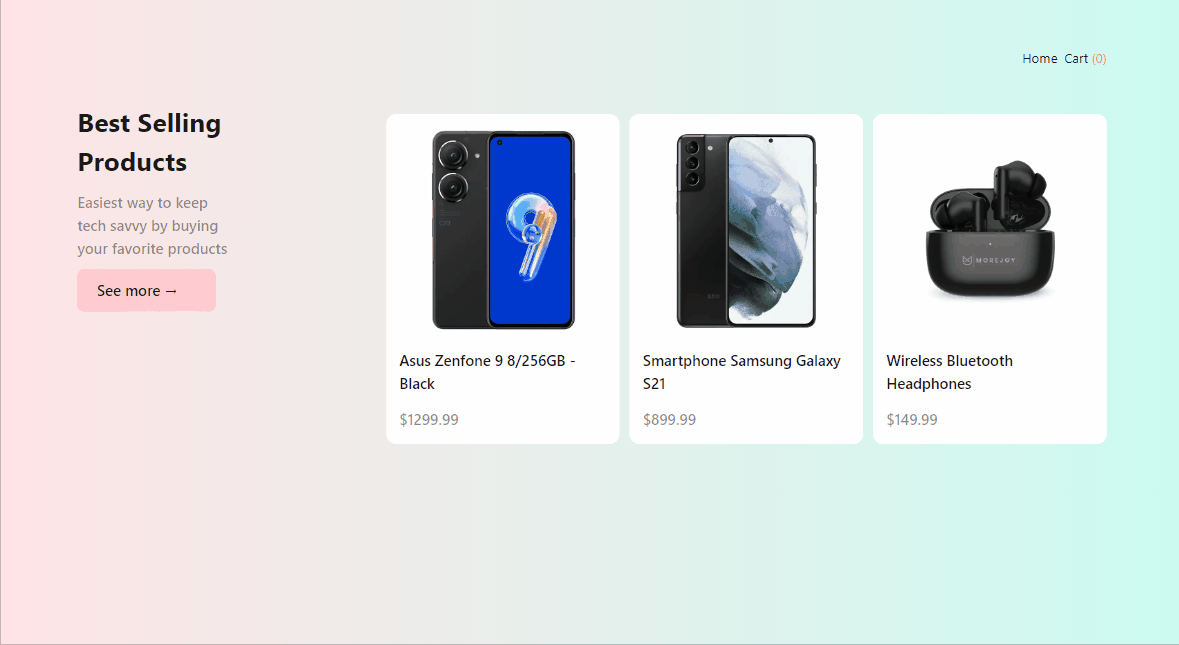 Home Cart (0)
Best Selling
Products
Easiest way to keep
tech savvy by buying
your favorite products
See more →
9
MOREJOY
Asus Zenfone 9 8/256GB -
Black
$1299.99
Smartphone Samsung Galaxy
S21
$899.99
Wireless Bluetooth
Headphones
$149.99